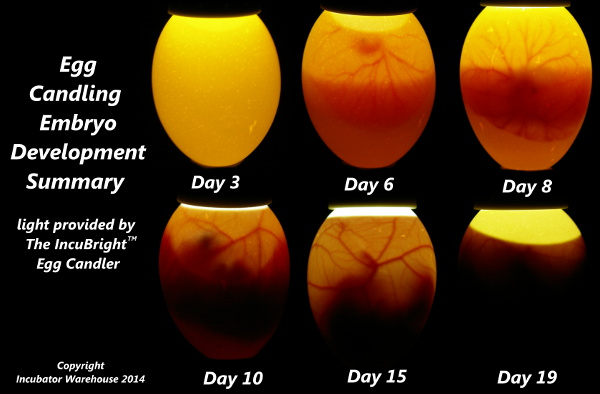 Egg
Candling
Embryo
Development
Summary
light provided by
The IncuBright™
Egg Candler
Copyright
Incubator Warehouse 2014
Day 3
Day 6
Day 8
Day 10
Day 15
Day 19